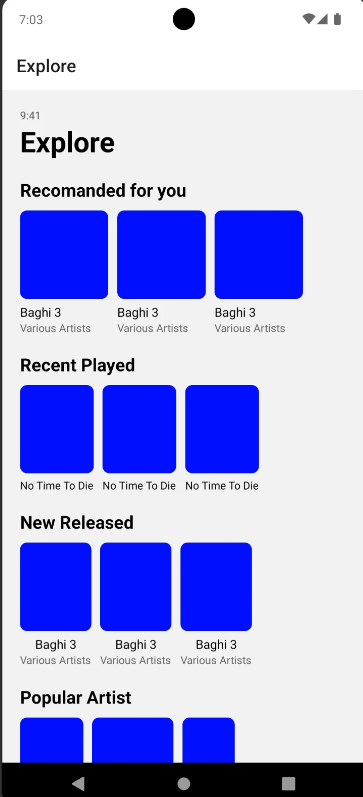 7:03
Explore
9:41
Explore
Recomanded for you
Baghi 3 Baghi 3 Baghi 3
Various Artists Various Artists Various Artists
Recent Played
No Time To Die No Time To Die No Time To Die
New Released
Baghi 3 Baghi 3 Baghi 3
Various Artists Various Artists Various Artists
Popular Artist